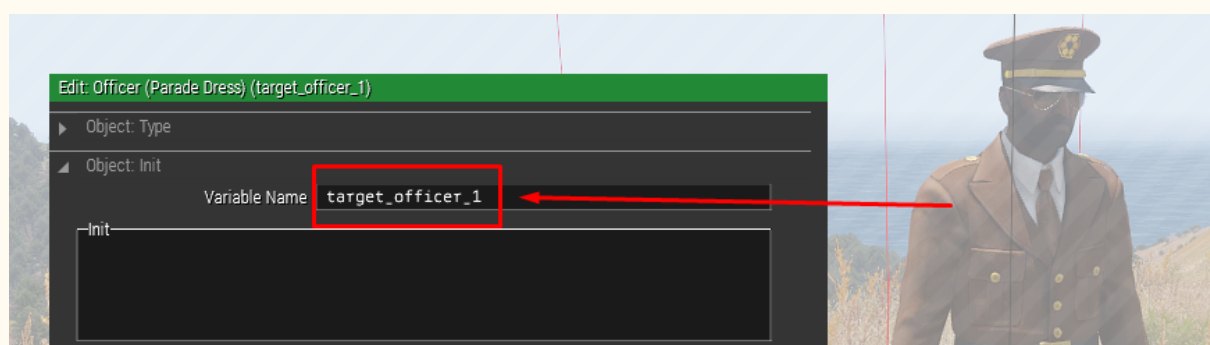 Edit: Officer (Parade Dress) (target_officer_1)
Object: Type
Object: Init
Variable Name target_officer_1
Init